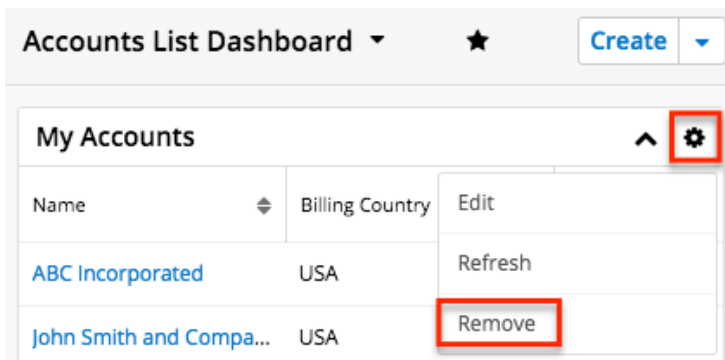 Accounts List Dashboard Create
My Accounts
Name Billing Country Edit
ABC Incorporated USA Refresh
John Smith and Compa... USA Remove